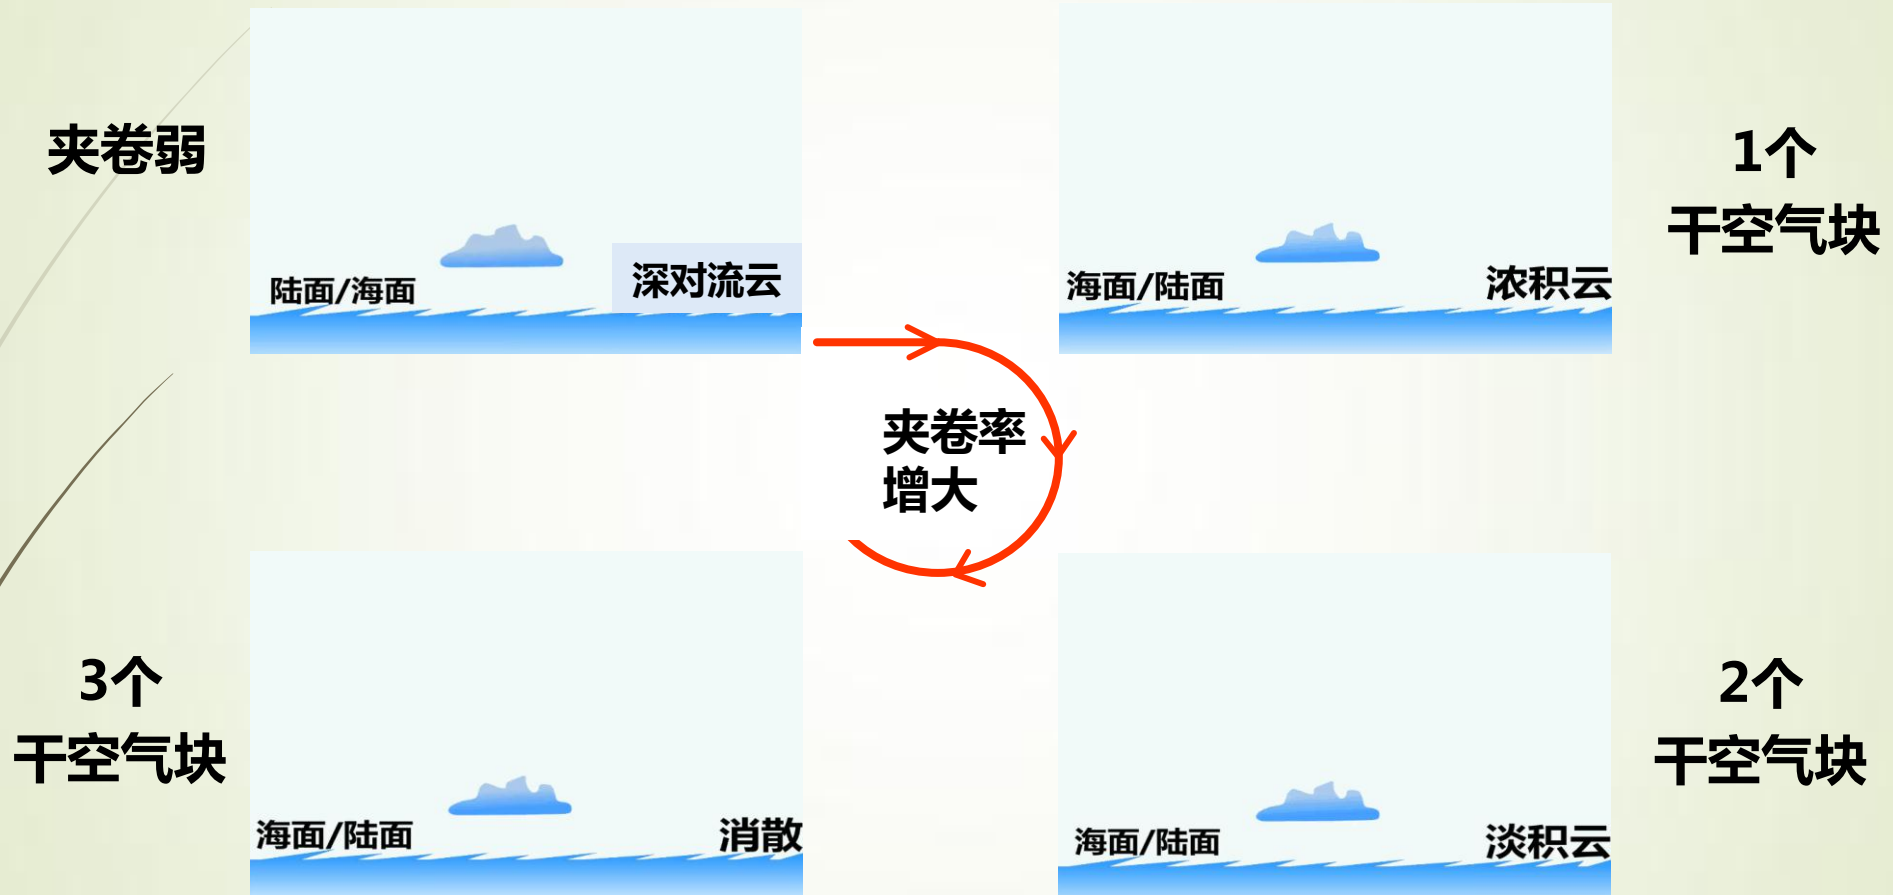 夹卷弱
陆面/海面
深对流云
1个
干空气块
海面/陆面
浓积云
夹卷率
增大
3个
干空气块
海面/陆面
消散
2个
干空气块
海面/陆面
淡积云